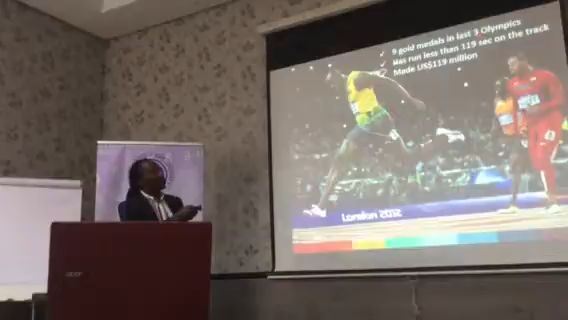 ✓ 9 gold medals in last 3 Olympics
✓ Has run less than 119 sec on the track
✓ Made US$119 million
London 2012
acer